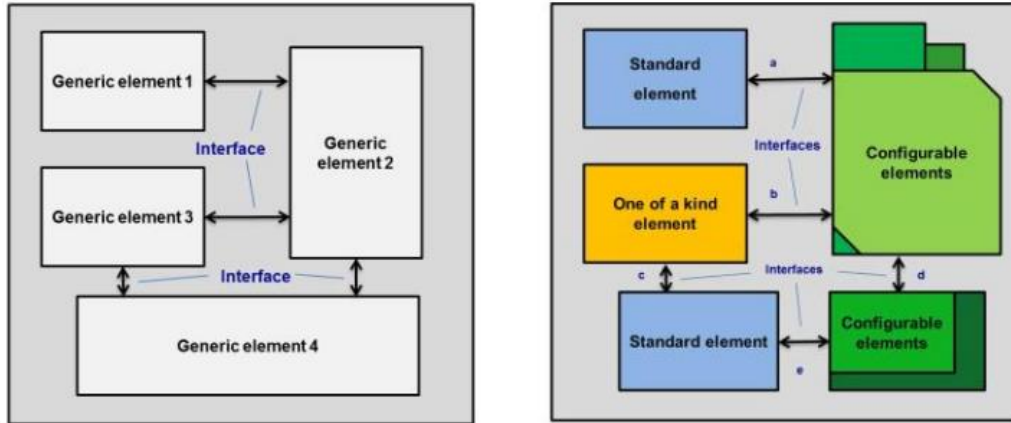 Generic element 1
Interface
Generic
element 2
Generic element 3
Interface
Generic element 4
Standard
element
a
Interfaces
Configurable
elements
One of a kind
element
b
c
Interfaces
d
Standard element
e
Configurable
elements